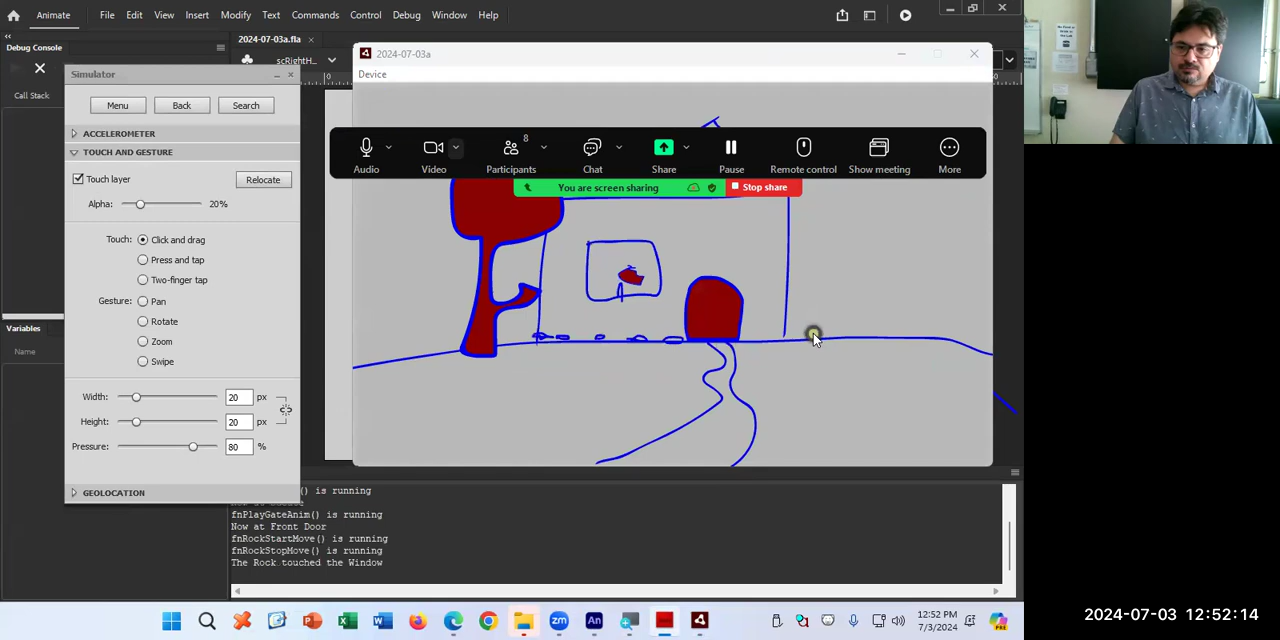 Animate
File Edit View Insert Modify Text Commands Control Debug Window Help
Debug Console
2024-07-03a.fla
scRightH...
Call Stack
Variables
Name
Simulator
Menu Back Search
ACCELEROMETER
TOUCH AND GESTURE
Touch layer Relocate
Alpha: 20%
Touch: Click and drag
Press and tap
Two-finger tap
Gesture: Pan
Rotate
Zoom
Swipe
Width: 20 px
Height: 20 px
Pressure: 80 %
GEOLOCATION
2024-07-03a
Device
8
Audio Video Participants Chat Share Pause Remote control Show meeting More
You are screen sharing Stop share
() is running
fnPlayGateAnim() is running
Now at Front Door
fnRockStartMove() is running
fnRockStopMove() is running
The Rock touched the Window
12:52 PM
7/3/2024
2024-07-03 12:52:14